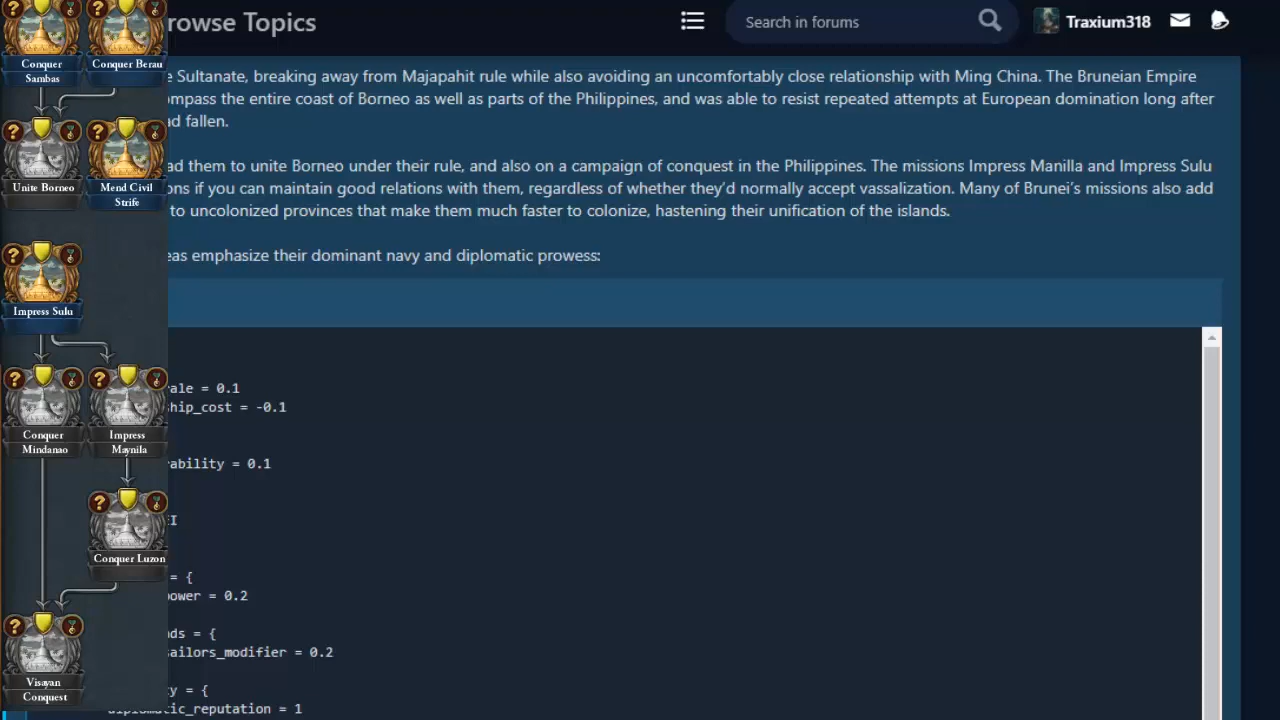 rowse Topics
Search in forums
Traxium318
Conquer
Sambas
Conquer Berau
Unite Borneo
Mend Civil
Strife
Impress Sulu
Conquer
Mindanao
Impress
Maynila
Conquer Luzon
Visayan
Conquest
e Sultanate, breaking away from Majapahit rule while also avoiding an uncomfortably close relationship with Ming China. The Bruneian Empire
ompass the entire coast of Borneo as well as parts of the Philippines, and was able to resist repeated attempts at European domination long after
ad fallen.
ad them to unite Borneo under their rule, and also on a campaign of conquest in the Philippines. The missions Impress Manilla and Impress Sulu
ons if you can maintain good relations with them, regardless of whether they'd normally accept vassalization. Many of Brunei's missions also add
to uncolonized provinces that make them much faster to colonize, hastening their unification of the islands.
eas emphasize their dominant navy and diplomatic prowess:
rale = 0.1
ship_cost = -0.1
rability = 0.1
EI
= {
power = 0.2
nds = {
sailors_modifier = 0.2
ty = {
diplomatic_reputation = 1